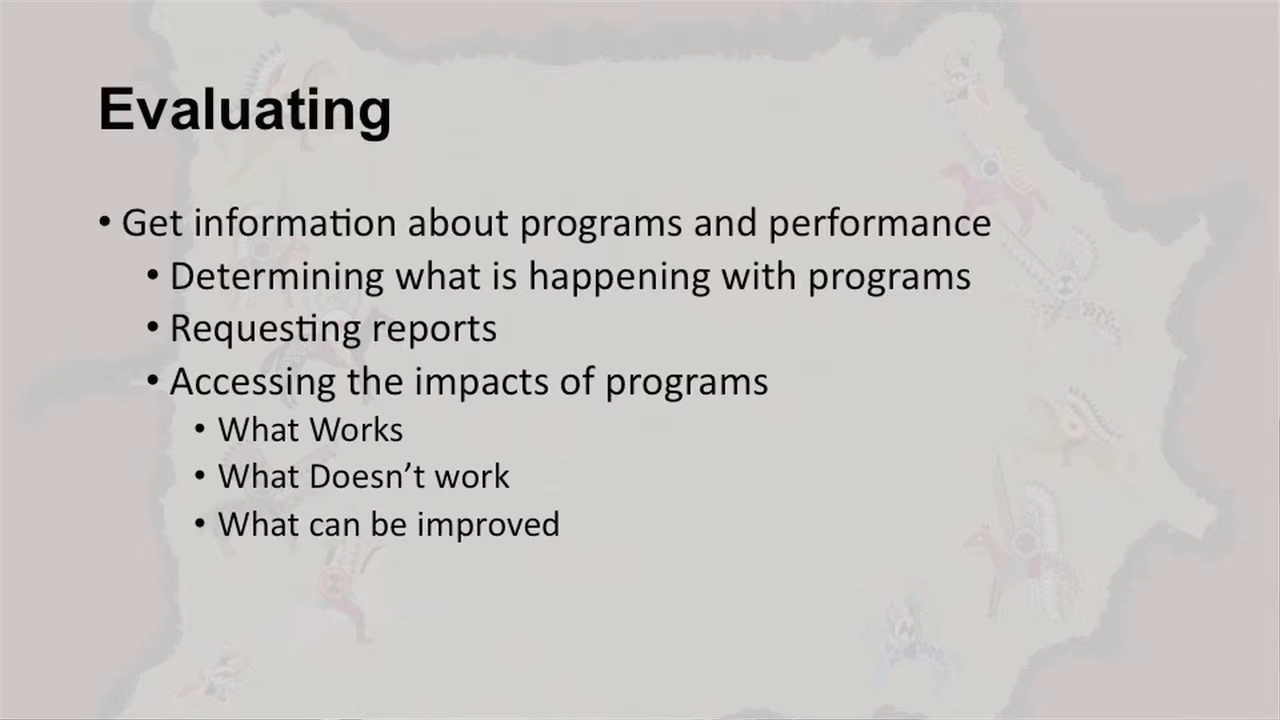 Evaluating
• Get information about programs and performance
• Determining what is happening with programs
• Requesting reports
• Accessing the impacts of programs
• What Works
• What Doesn’t work
• What can be improved